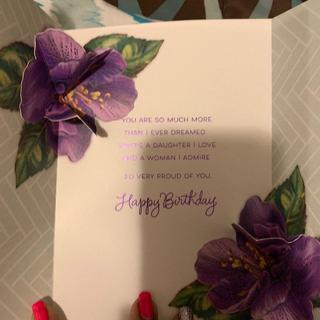 YOU ARE SO MUCH MORE
THAN I EVER DREAMED
A DAUGHTER I LOVE
AND A WOMAN I ADMIRE
SO VERY PROUD OF YOU.
Happy Birthday